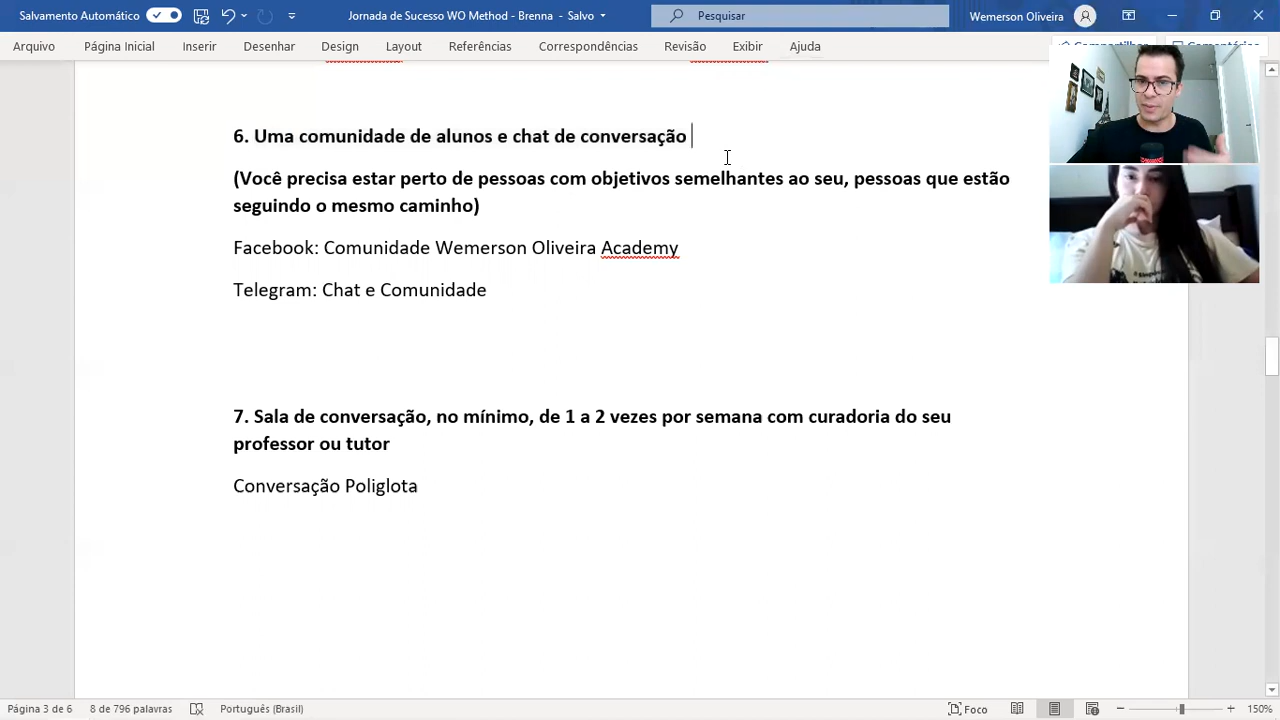 Salvamento Automático
Jornada de Sucesso WO Method - Brenna - Salvo
Pesquisar
Wemerson Oliveira
Arquivo
Página Inicial
Inserir
Desenhar
Design
Layout
Referências
Correspondências
Revisão
Exibir
Ajuda
6. Uma comunidade de alunos e chat de conversação
(Você precisa estar perto de pessoas com objetivos semelhantes ao seu, pessoas que estão
seguindo o mesmo caminho)
Facebook: Comunidade Wemerson Oliveira Academy
Telegram: Chat e Comunidade
7. Sala de conversação, no mínimo, de 1 a 2 vezes por semana com curadoria do seu
professor ou tutor
Conversação Poliglota
Página 3 de 6
8 de 796 palavras
Português (Brasil)
Foco
150%